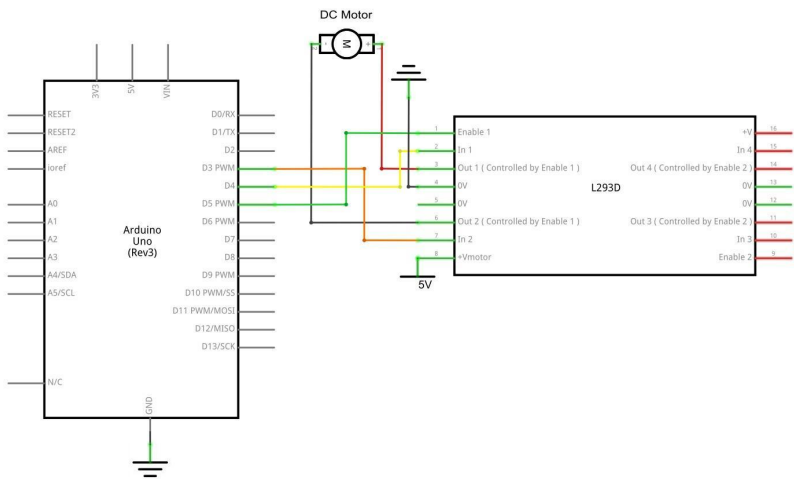 DC Motor
M
3V3
5V
VIN
RESET
RESET2
AREF
ioref
A0
A1
A2
A3
A4/SDA
A5/SCL
N/C
Arduino
Uno
(Rev3)
D0/RX
D1/TX
D2
D3 PWM
D4
D5 PWM
D6 PWM
D7
D8
D9 PWM
D10 PWM/SS
D11 PWM/MOSI
D12/MISO
D13/SCK
GND
1 Enable 1
2 In 1
3 Out 1 ( Controlled by Enable 1 )
4 0V
5 0V
6 Out 2 ( Controlled by Enable 1 )
7 In 2
8 +Vmotor
5V
L293D
+V 16
In 4 15
Out 4 ( Controlled by Enable 2 ) 14
0V 13
0V 12
Out 3 ( Controlled by Enable 2 ) 11
In 3 10
Enable 2 9